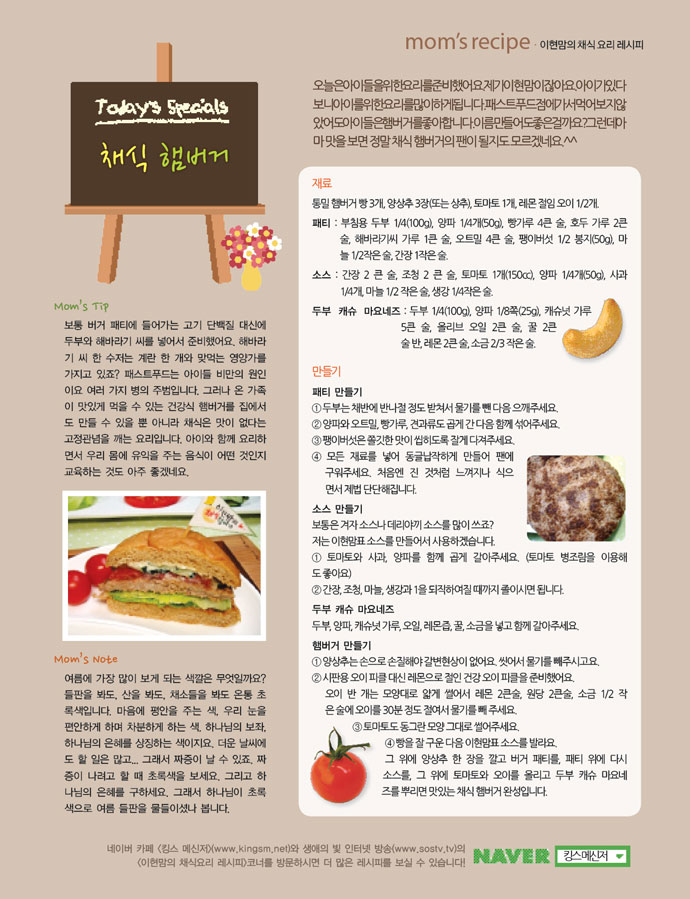 mom's recipe · 이현맘의 채식 요리 레시피
오늘은아이들을위한요리를준비했어요.제가이현맘이잖아요.아이가있다
보니아이를위한요리를많이하게됩니다.패스트푸드점에가서먹어보지않
았어도아이들은햄버거를좋아합니다.이름만들어도좋은걸까요?그런데아
마 맛을 보면 정말 채식 햄버거의 팬이 될지도 모르겠네요.^^
Today's Specials
채식 햄버거
Mom's Tip
보통 버거 패티에 들어가는 고기 단백질 대신에
두부와 해바라기 씨를 넣어서 준비했어요. 해바라
기 씨 한 수저는 계란 한 개와 맞먹는 영양가를
가지고 있죠? 패스트푸드는 아이들 비만의 원인
이요 여러 가지 병의 주범입니다. 그러나 온 가족
이 맛있게 먹을 수 있는 건강식 햄버거를 집에서
도 만들 수 있을 뿐 아니라 채식은 맛이 없다는
고정관념을 깨는 요리입니다. 아이와 함께 요리하
면서 우리 몸에 유익을 주는 음식이 어떤 것인지
교육하는 것도 아주 좋겠네요.
Mom's Note
여름에 가장 많이 보게 되는 색깔은 무엇일까요?
들판을 봐도, 산을 봐도, 채소들을 봐도 온통 초
록색입니다. 마음에 평안을 주는 색, 우리 눈을
편안하게 하며 차분하게 하는 색, 하나님의 보좌,
하나님의 은혜를 상징하는 색이지요. 더운 날씨에
도 할 일은 많고... 그래서 짜증이 날 수 있죠. 짜
증이 나려고 할 때 초록색을 보세요. 그리고 하
나님의 은혜를 구하세요. 그래서 하나님이 초록
색으로 여름 들판을 물들이셨나 봅니다.
재료
통밀 햄버거 빵 3개, 양상추 3장(또는 상추), 토마토 1개, 레몬 절임 오이 1/2개.
패티 : 부침용 두부 1/4(100g), 양파 1/4개(50g), 빵가루 4큰 술, 호두 가루 2큰
술, 해바라기씨 가루 1큰 술, 오트밀 4큰 술, 팽이버섯 1/2 봉지(50g), 마
늘 1/2작은 술, 간장 1작은 술.
소스 : 간장 2 큰 술, 조청 2 큰 술, 토마토 1개(150cc), 양파 1/4개(50g), 사과
1/4개, 마늘 1/2 작은 술, 생강 1/4작은 술.
두부 캐슈 마요네즈 : 두부 1/4(100g), 양파 1/8쪽(25g), 캐슈넛 가루
5큰 술, 올리브 오일 2큰 술, 꿀 2큰
술 반, 레몬 2큰 술, 소금 2/3 작은 술.
만들기
패티 만들기
① 두부는 채반에 반나절 정도 받쳐서 물기를 뺀 다음 으깨주세요.
② 양파와 오트밀, 빵가루, 견과류도 곱게 간 다음 함께 섞어주세요.
③ 팽이버섯은 쫄깃한 맛이 씹히도록 잘게 다져주세요.
④ 모든 재료를 넣어 동글납작하게 만들어 팬에
구워주세요. 처음엔 진 것처럼 느껴지나 식으
면서 제법 단단해집니다.
소스 만들기
보통은 겨자 소스나 데리야끼 소스를 많이 쓰죠?
저는 이현맘표 소스를 만들어서 사용하겠습니다.
① 토마토와 사과, 양파를 함께 곱게 갈아주세요. (토마토 병조림을 이용해
도 좋아요)
② 간장, 조청, 마늘, 생강과 1을 되작하여질 때까지 졸이시면 됩니다.
두부 캐슈 마요네즈
두부, 양파, 캐슈넛 가루, 오일, 레몬즙, 꿀, 소금을 넣고 함께 갈아주세요.
햄버거 만들기
① 양상추는 손으로 손질해야 갈변현상이 없어요. 씻어서 물기를 빼주시고요.
② 시판용 오이 피클 대신 레몬으로 절인 건강 오이 피클을 준비했어요.
오이 반 개는 모양대로 얇게 썰어서 레몬 2큰술, 원당 2큰술, 소금 1/2 작
은 술에 오이를 30분 정도 절여서 물기를 빼 주세요.
③ 토마토도 동그란 모양 그대로 썰어주세요.
④ 빵을 잘 구운 다음 이현맘표 소스를 발리요.
그 위에 양상추 한 장을 깔고 버거 패티를, 패티 위에 다시
소스를, 그 위에 토마토와 오이를 올리고 두부 캐슈 마요네
즈를 뿌리면 맛있는 채식 햄버거 완성입니다.
네이버 카페 <킹스 메신저>(www.kingsm.net)와 생애의 빛 인터넷 방송(www.sostv.tv)의
<이현맘의 채식요리 레시피>코너를 방문하시면 더 많은 레시피를 보실 수 있습니다!
NAVER 킹스메신저